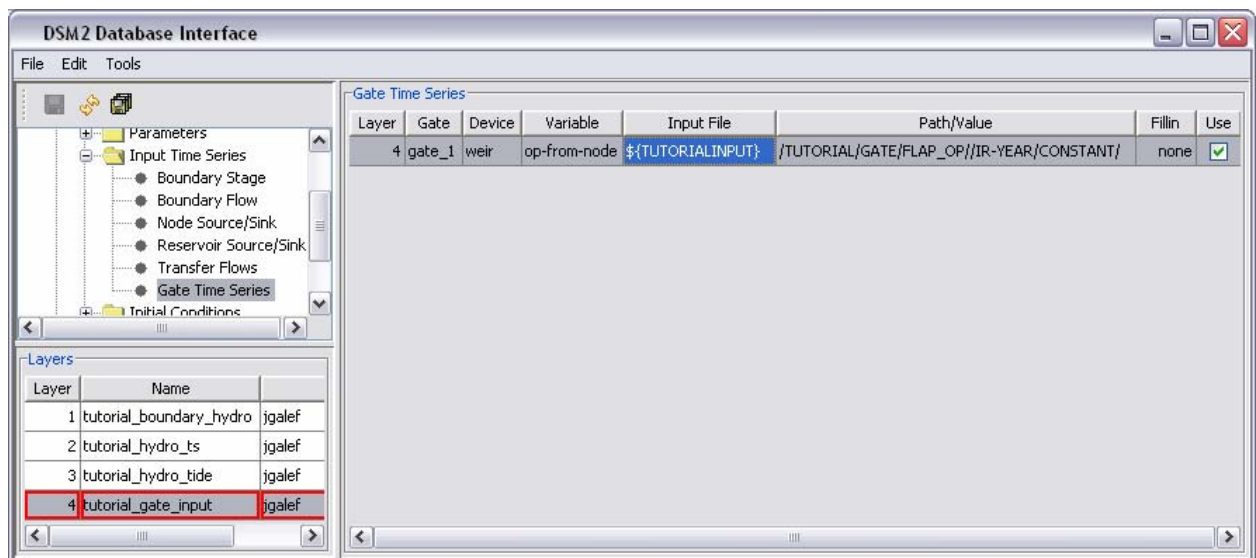 DSM2 Database Interface
File Edit Tools
Parameters
Input Time Series
Boundary Stage
Boundary Flow
Node Source/Sink
Reservoir Source/Sink
Transfer Flows
Gate Time Series
Initial Conditions
Layers
Layer Name
1 tutorial_boundary_hydro jgalef
2 tutorial_hydro_ts jgalef
3 tutorial_hydro_tide jgalef
4 tutorial_gate_input jgalef
Gate Time Series
Layer Gate Device Variable Input File Path/Value Fillin Use
4 gate_1 weir op-from-node ${TUTORIALINPUT} /TUTORIAL/GATE/FLAP_OP//IR-YEAR/CONSTANT/ none